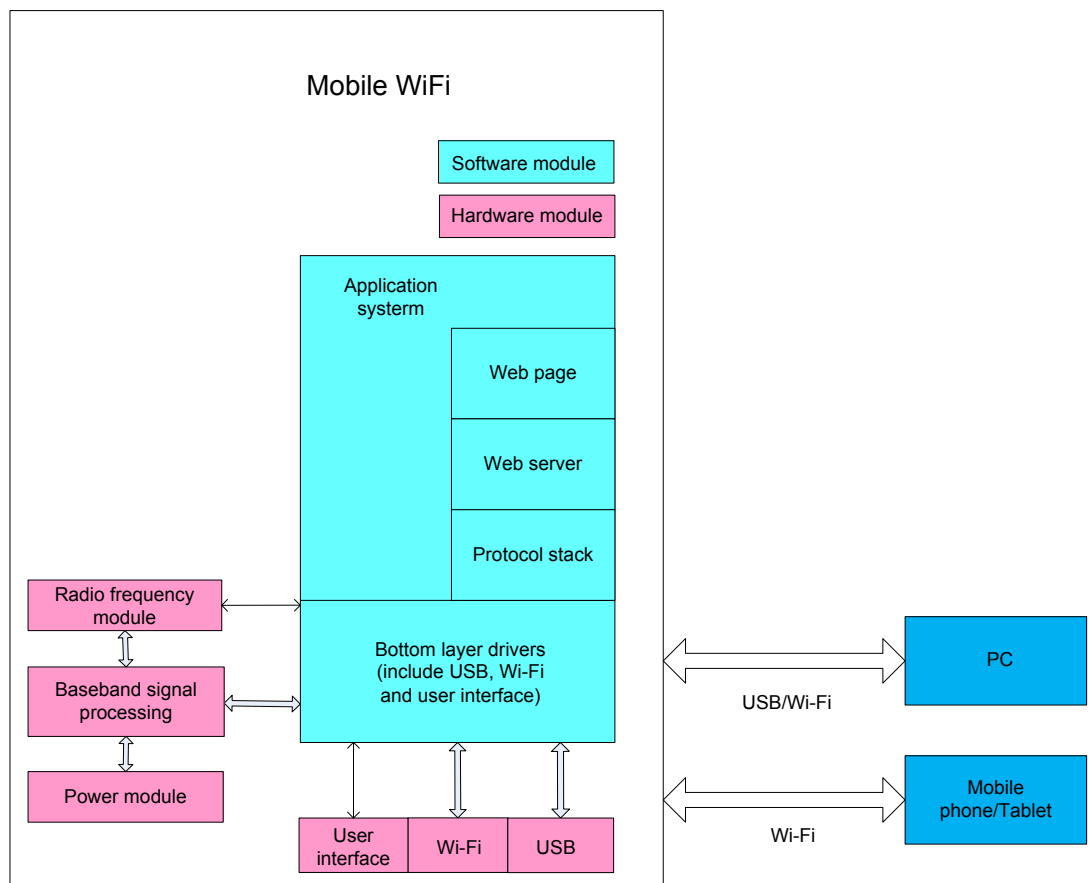 Mobile WiFi
Software module
Hardware module
Application
systerm
Web page
Web server
Protocol stack
Radio frequency
module
Bottom layer drivers
(include USB, Wi-Fi
and user interface)
Baseband signal
processing
Power module
User
interface
Wi-Fi
USB
PC
USB/Wi-Fi
Mobile
phone/Tablet
Wi-Fi